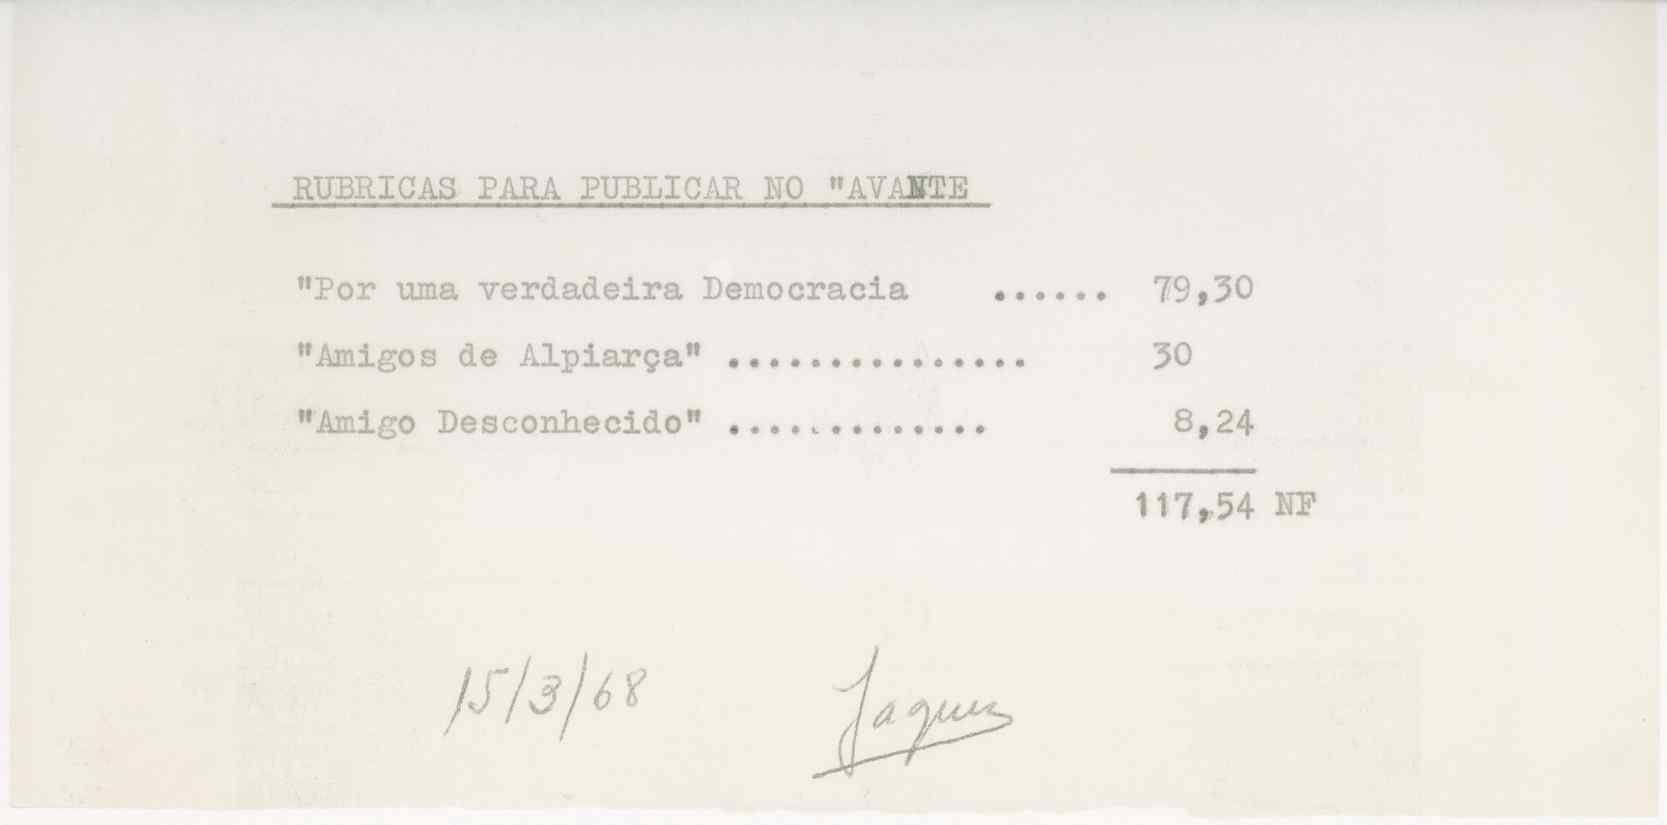 RUBRICAS PARA PUBLICAR NO "AVANTE
"Por uma verdadeira Democracia ...... 79,30
"Amigos de Alpiarça" ............... 30
"Amigo Desconhecido" ............. 8,24
117,54 NF
15/3/68 Jaques